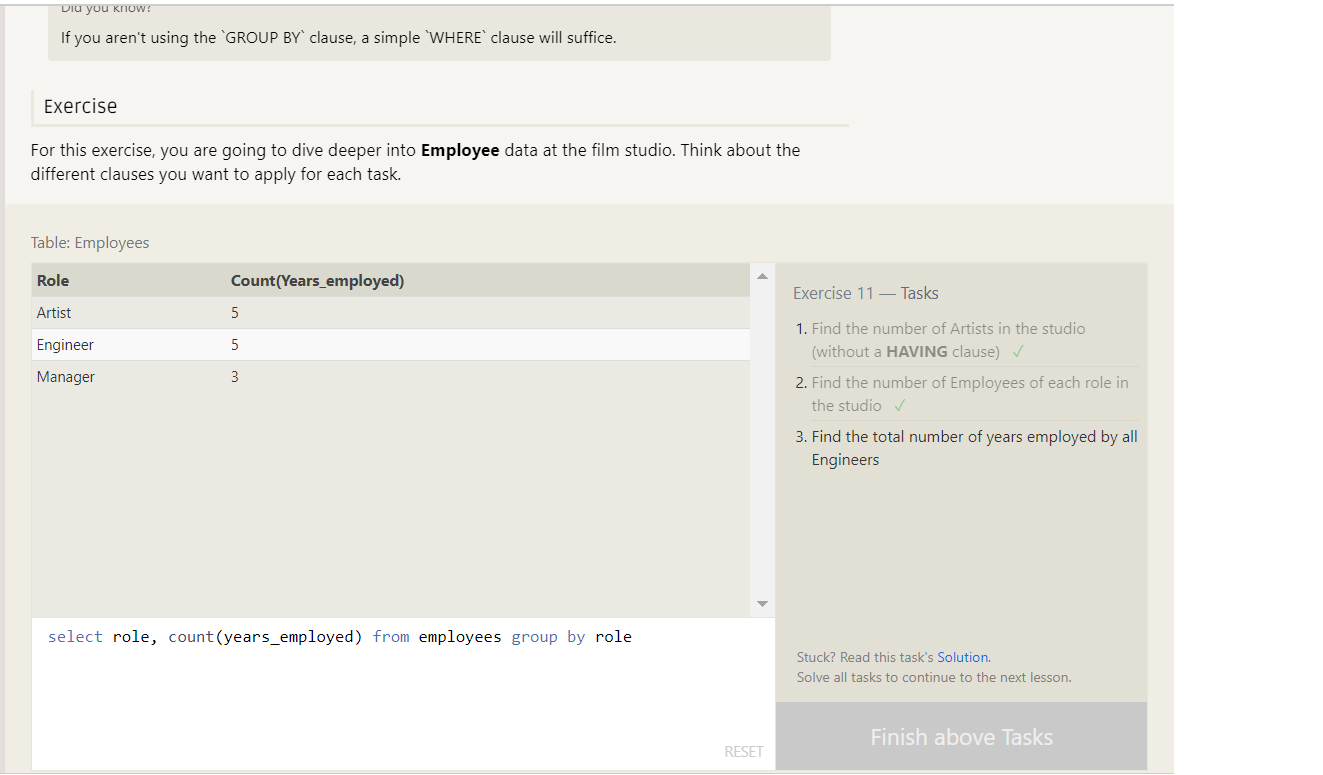 Did you know?
If you aren't using the `GROUP BY` clause, a simple `WHERE` clause will suffice.
Exercise
For this exercise, you are going to dive deeper into Employee data at the film studio. Think about the
different clauses you want to apply for each task.
Table: Employees
Role Count(Years_employed)
Artist 5
Engineer 5
Manager 3
select role, count(years_employed) from employees group by role
RESET
Exercise 11 — Tasks
1. Find the number of Artists in the studio
(without a HAVING clause) ✓
2. Find the number of Employees of each role in
the studio ✓
3. Find the total number of years employed by all
Engineers
Stuck? Read this task's Solution.
Solve all tasks to continue to the next lesson.
Finish above Tasks